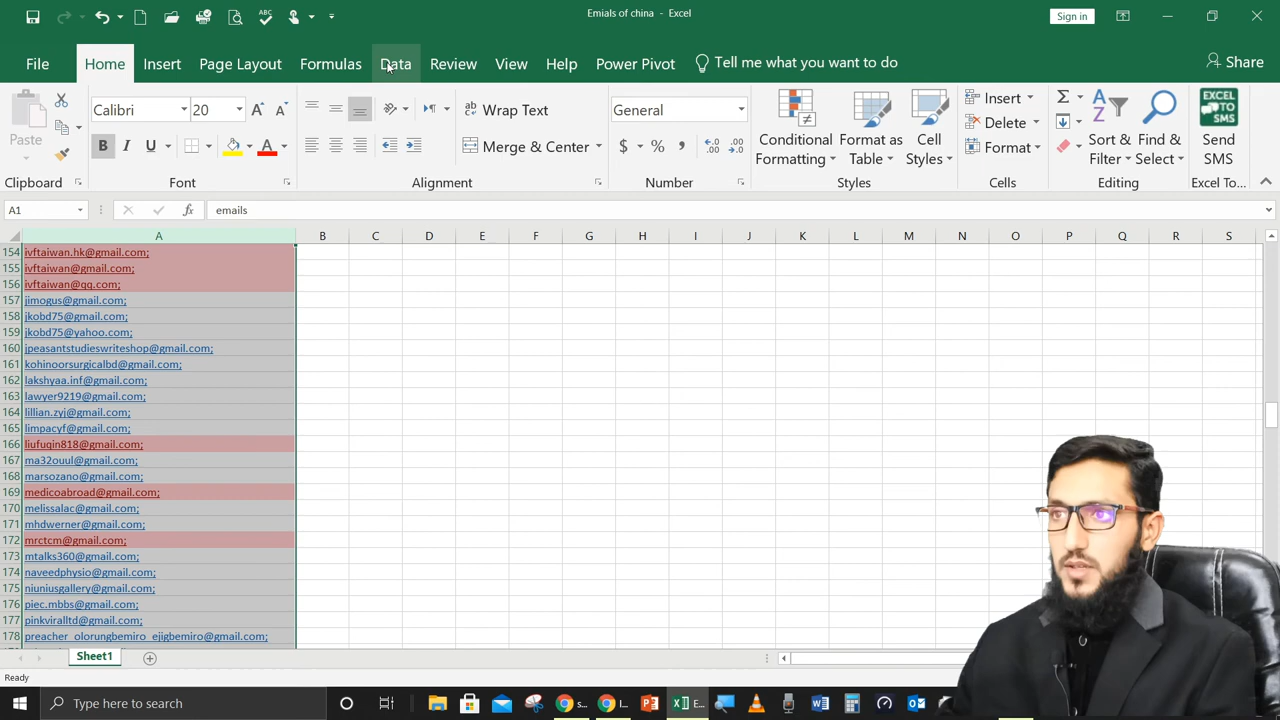 Emials of china - Excel
Sign in
File Home Insert Page Layout Formulas Data Review View Help Power Pivot Tell me what you want to do Share
Paste
Calibri 20
Wrap Text
Merge & Center
General
Conditional Formatting
Format as Table
Cell Styles
Insert
Delete
Format
Sort & Filter
Find & Select
EXCEL TO SMS
Send SMS
Clipboard Font Alignment Number Styles Cells Editing Excel To...
A1 fx emails
A B C D E F G H I J K L M N O P Q R S
154 ivftaiwan.hk@gmail.com;
155 ivftaiwan@gmail.com;
156 ivftaiwan@qq.com;
157 jimogus@gmail.com;
158 jkobd75@gmail.com;
159 jkobd75@yahoo.com;
160 jpeasantstudieswriteshop@gmail.com;
161 kohinoorsurgicalbd@gmail.com;
162 lakshyaa.inf@gmail.com;
163 lawyer9219@gmail.com;
164 lillian.zyj@gmail.com;
165 limpacyf@gmail.com;
166 liufuqin818@gmail.com;
167 ma32ouul@gmail.com;
168 marsozano@gmail.com;
169 medicoabroad@gmail.com;
170 melissalac@gmail.com;
171 mhdwerner@gmail.com;
172 mrctcm@gmail.com;
173 mtalks360@gmail.com;
174 naveedphysio@gmail.com;
175 niuniusgallery@gmail.com;
176 piec.mbbs@gmail.com;
177 pinkviralltd@gmail.com;
178 preacher_olorungbemiro_ejigbemiro@gmail.com;
Sheet1
Ready
Type here to search